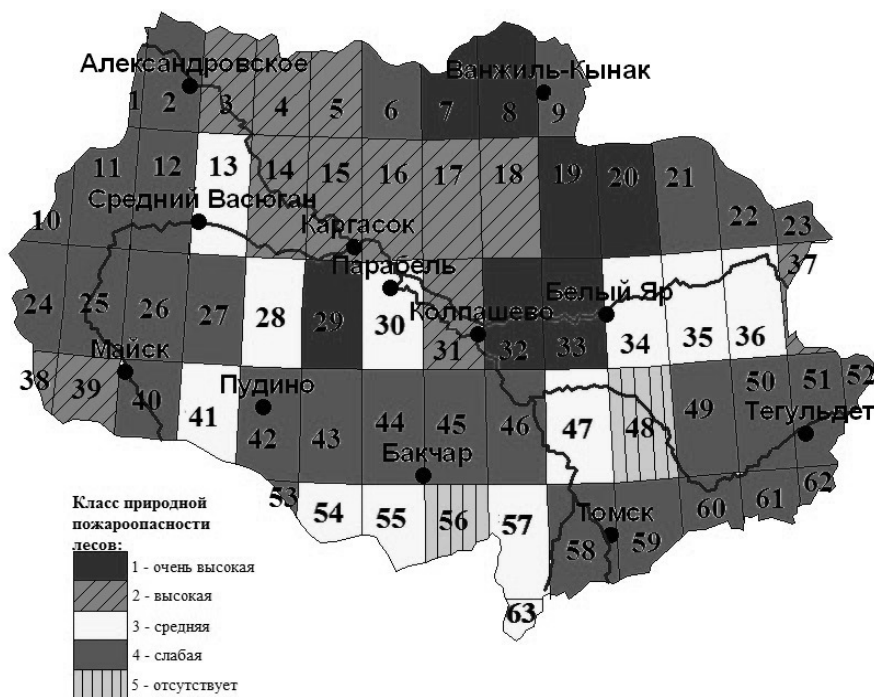 Александровское
Ванжиль-Кынак
1 2 3 4 5 6 7 8 9
10 11 12 13 14 15 16 17 18 19 20 21 22 23
Средний Васюган
Каргасок
Парабель
Колпашево
Белый Яр
24 25 26 27 28 29 30 31 32 33 34 35 36 37
Майск
Пудино
Бакчар
Тегульдет
38 39 40 41 42 43 44 45 46 47 48 49 50 51 52
Томск
53 54 55 56 57 58 59 60 61 62
63
Класс природной
пожароопасности
лесов:
1 - очень высокая
2 - высокая
3 - средняя
4 - слабая
5 - отсутствует